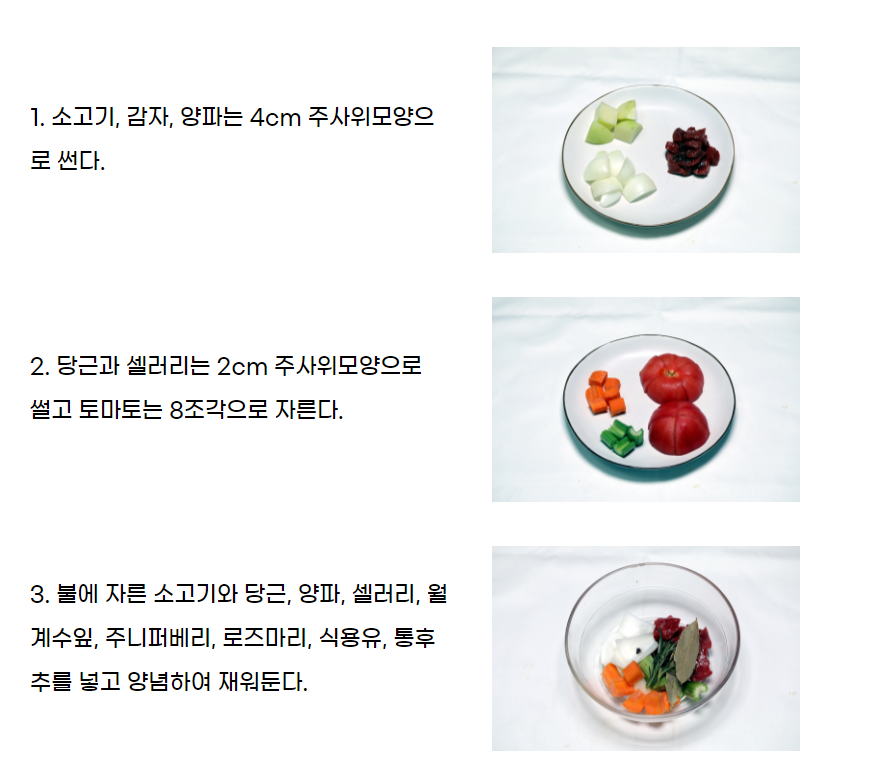 1. 소고기, 감자, 양파는 4cm 주사위모양으
로 썬다.
2. 당근과 셀러리는 2cm 주사위모양으로
썰고 토마토는 8조각으로 자른다.
3. 볼에 자른 소고기와 당근, 양파, 셀러리, 월
계수잎, 주니퍼베리, 로즈마리, 식용유, 통후
추를 넣고 양념하여 재워둔다.